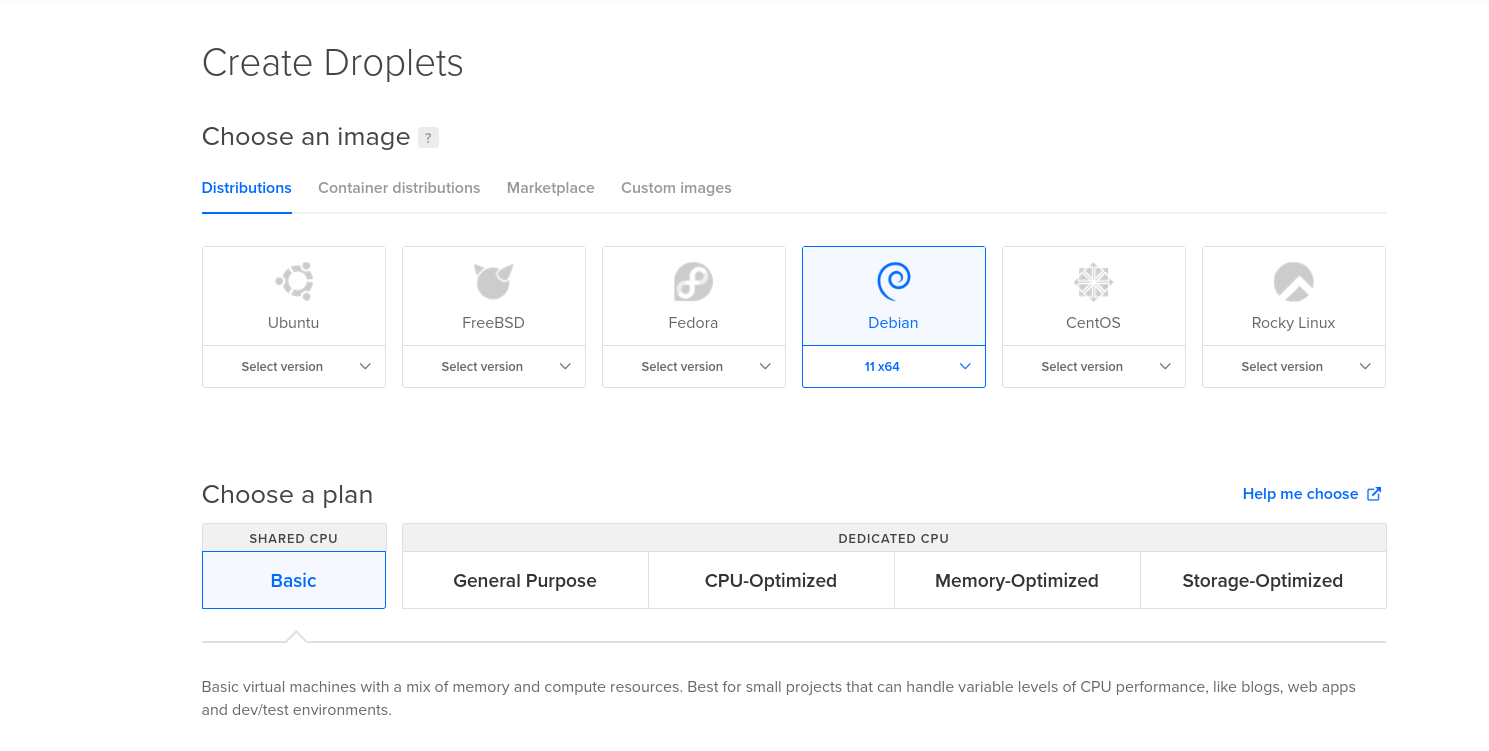 Create Droplets
Choose an image ?
Distributions Container distributions Marketplace Custom images
Ubuntu FreeBSD Fedora Debian CentOS Rocky Linux
Select version Select version Select version 11 x64 Select version Select version
Choose a plan Help me choose
SHARED CPU DEDICATED CPU
Basic General Purpose CPU-Optimized Memory-Optimized Storage-Optimized
Basic virtual machines with a mix of memory and compute resources. Best for small projects that can handle variable levels of CPU performance, like blogs, web apps
and dev/test environments.